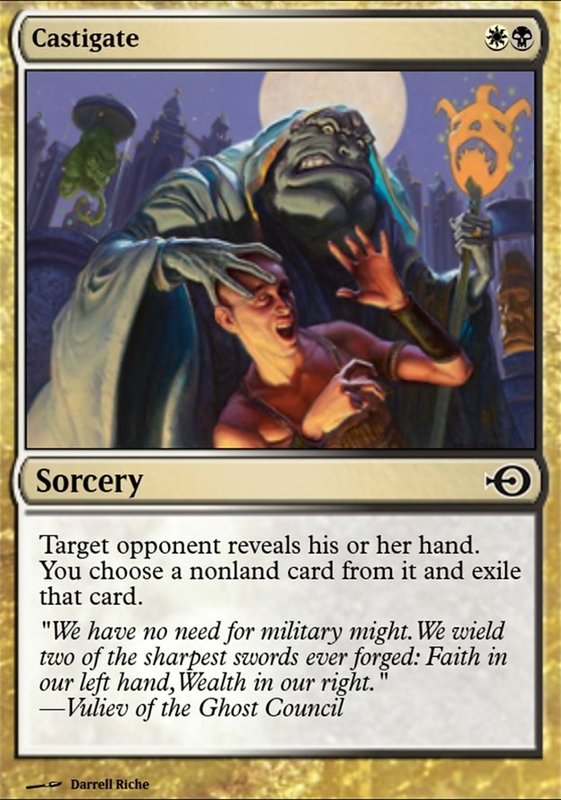 Castigate
Sorcery
Target opponent reveals his or her hand.
You choose a nonland card from it and exile
that card.
"We have no need for military might. We wield
two of the sharpest swords ever forged: Faith in
our left hand, Wealth in our right."
—Vuliev of the Ghost Council
Darrell Riche